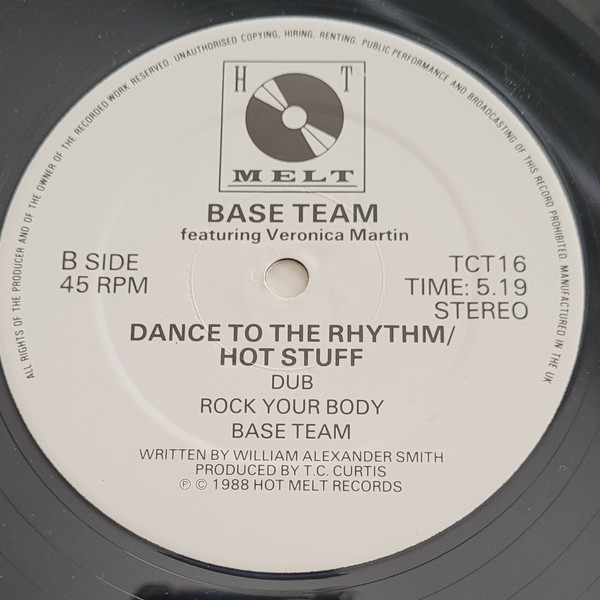 ALL RIGHTS OF THE PRODUCER AND OF THE OWNER OF THE RECORDED WORK RESERVED. UNAUTHORISED COPYING, HIRING, RENTING, PUBLIC PERFORMANCE AND BROADCASTING OF THIS RECORD PROHIBITED. MANUFACTURED IN THE UK
H T
MELT
BASE TEAM
featuring Veronica Martin
B SIDE
45 RPM
TCT16
TIME: 5.19
STEREO
DANCE TO THE RHYTHM/
HOT STUFF
DUB
ROCK YOUR BODY
BASE TEAM
WRITTEN BY WILLIAM ALEXANDER SMITH
PRODUCED BY T.C. CURTIS
℗ © 1988 HOT MELT RECORDS